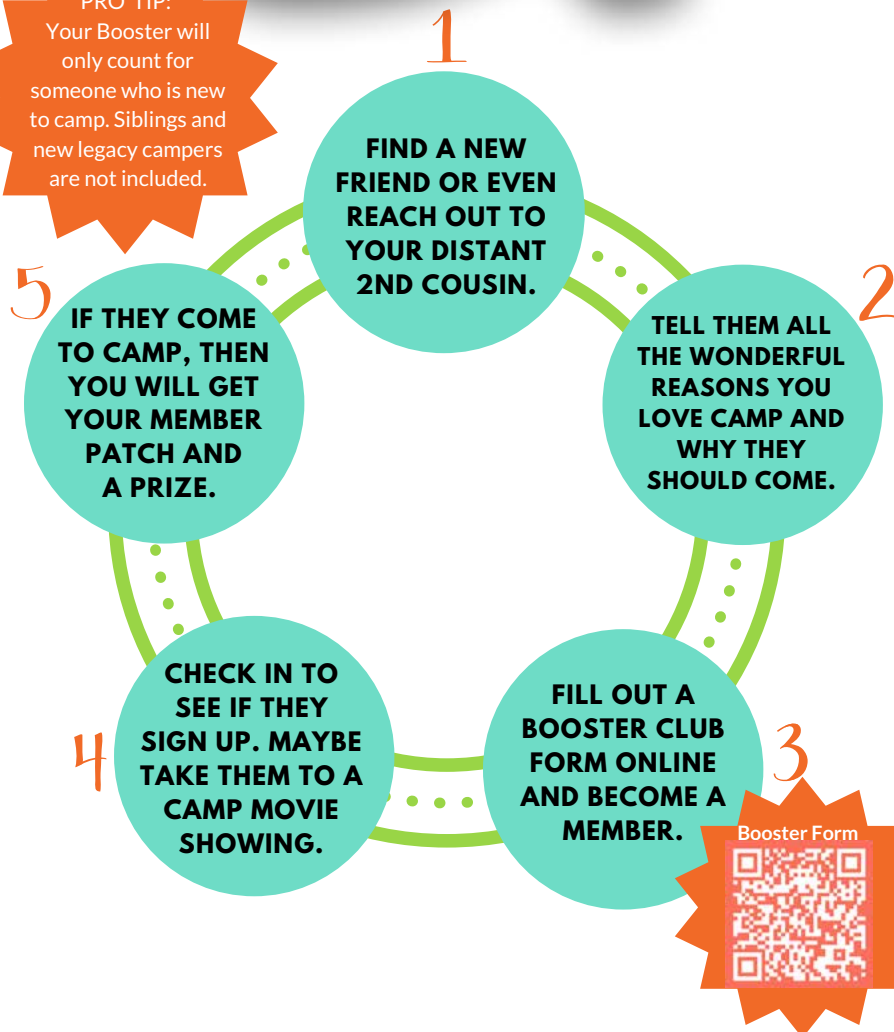 PRO TIP:
Your Booster will
only count for
someone who is new
to camp. Siblings and
new legacy campers
are not included.
1
FIND A NEW
FRIEND OR EVEN
REACH OUT TO
YOUR DISTANT
2ND COUSIN.
2
TELL THEM ALL
THE WONDERFUL
REASONS YOU
LOVE CAMP AND
WHY THEY
SHOULD COME.
3
FILL OUT A
BOOSTER CLUB
FORM ONLINE
AND BECOME A
MEMBER.
Booster Form
4
CHECK IN TO
SEE IF THEY
SIGN UP. MAYBE
TAKE THEM TO A
CAMP MOVIE
SHOWING.
5
IF THEY COME
TO CAMP, THEN
YOU WILL GET
YOUR MEMBER
PATCH AND
A PRIZE.